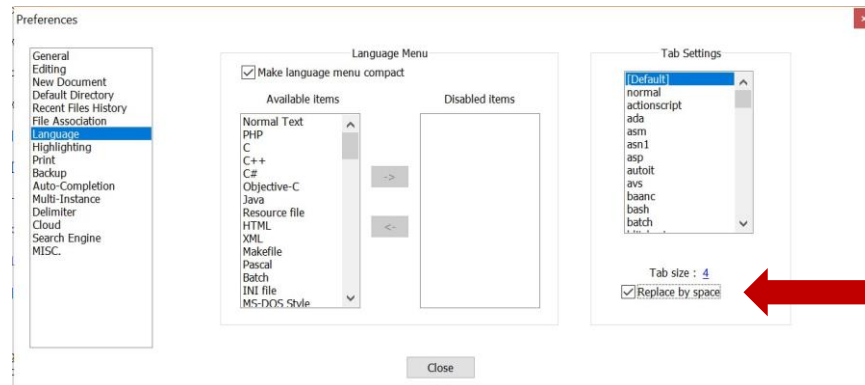 Preferences
General
Editing
New Document
Default Directory
Recent Files History
File Association
Language
Highlighting
Print
Backup
Auto-Completion
Multi-Instance
Delimiter
Cloud
Search Engine
MISC.
Language Menu
Make language menu compact
Available items
Normal Text
PHP
C
C++
C#
Objective-C
Java
Resource file
HTML
XML
Makefile
Pascal
Batch
INI file
MS-DOS Style
->
<-
Disabled items
Tab Settings
[Default]
normal
actionscript
ada
asm
asn1
asp
autoit
avs
baanc
bash
batch
Tab size : 4
Replace by space
Close